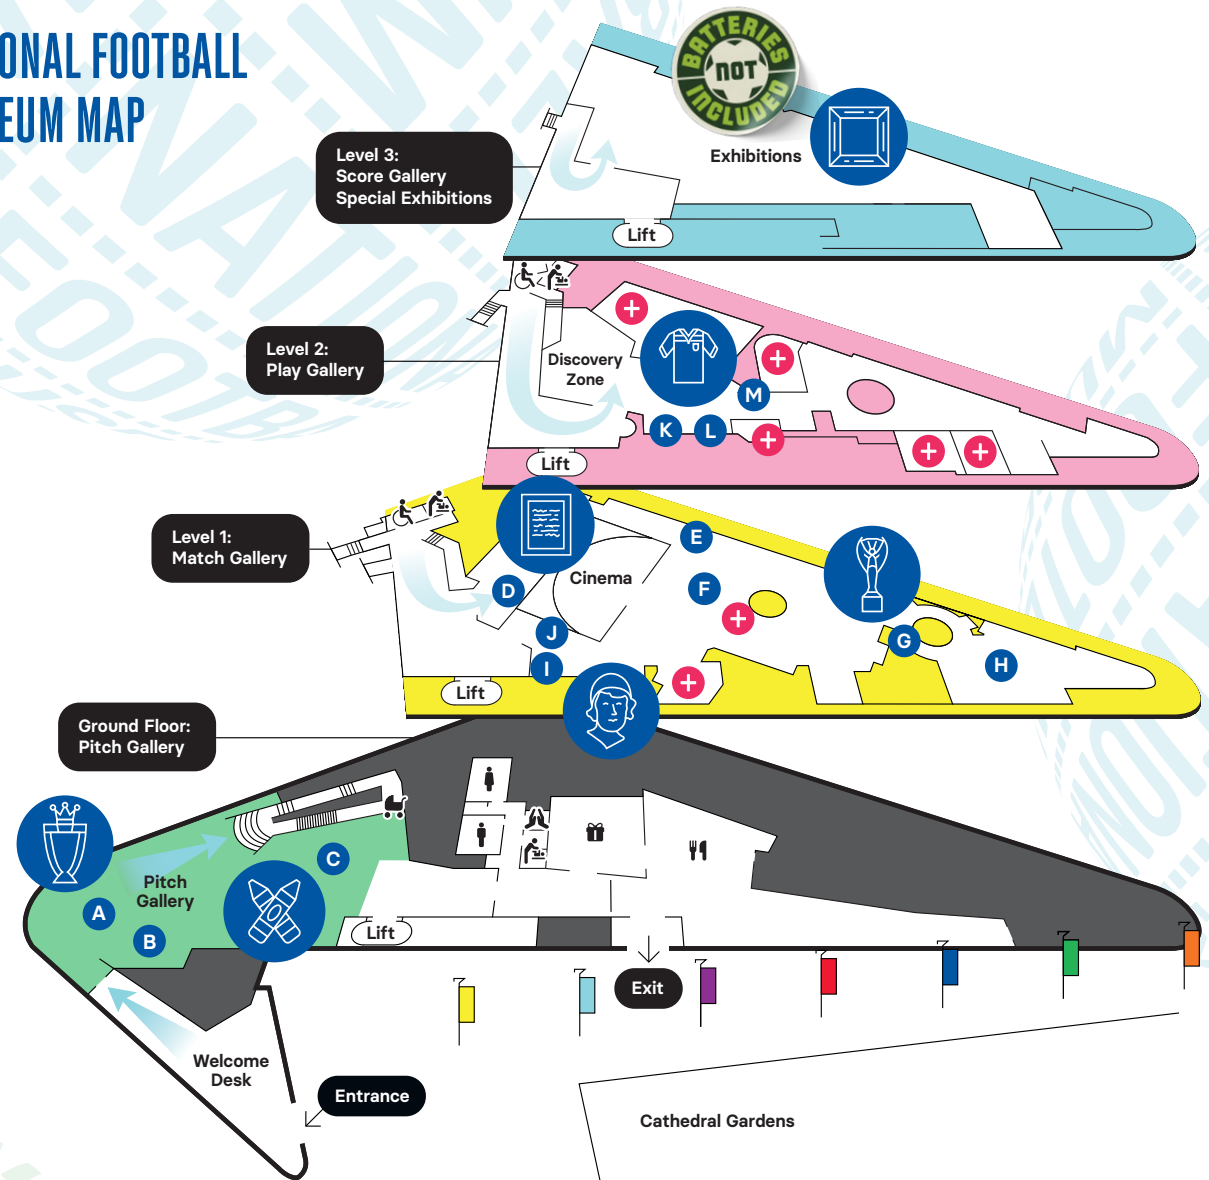 ONAL FOOTBALL
EUM MAP
BATTERIES
NOT
INCLUDED
Level 3:
Score Gallery
Special Exhibitions
Exhibitions
Lift
Level 2:
Play Gallery
Discovery
Zone
M
K
L
Lift
Level 1:
Match Gallery
E
Cinema
D
F
J
G
I
H
Lift
Ground Floor:
Pitch Gallery
C
Pitch
Gallery
A
B
Lift
Exit
Welcome
Desk
Entrance
Cathedral Gardens